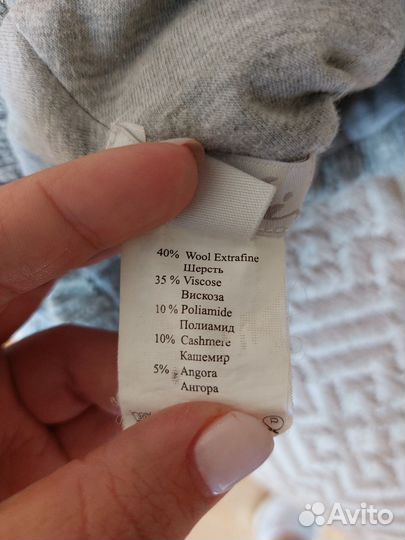 40% Wool Extrafine
Шерсть
35 % Viscose
Вискоза
10 % Poliamide
Полиамид
10% Cashmere
Кашемир
5% Angora
Ангора
Avito